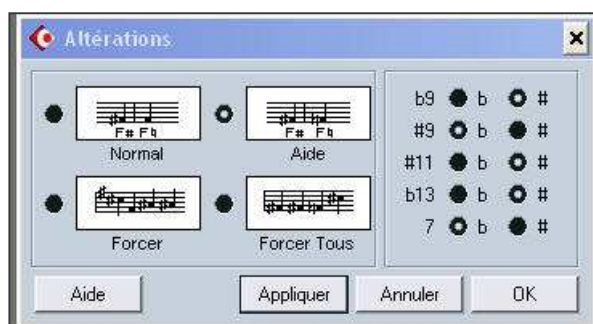 Altérations
F# F♮
Normal
F# F♮
Aide
Forcer
Forcer Tous
b9 b #
#9 b #
#11 b #
b13 b #
7 b #
Aide
Appliquer
Annuler
OK